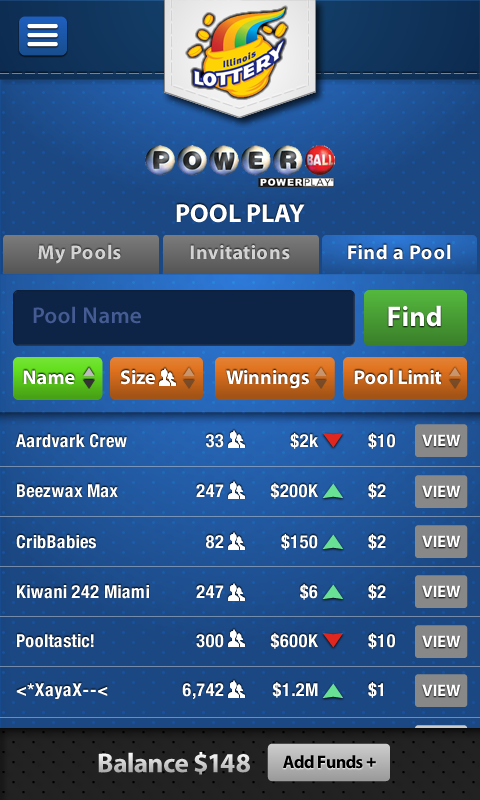 Illinois
LOTTERY
POWERBALL
POWERPLAY
POOL PLAY
My Pools Invitations Find a Pool
Pool Name Find
Name Size Winnings Pool Limit
Aardvark Crew 33 $2k $10 VIEW
Beezwax Max 247 $200K $2 VIEW
CribBabies 82 $150 $2 VIEW
Kiwani 242 Miami 247 $6 $2 VIEW
Pooltastic! 300 $600K $10 VIEW
<*XayaX--< 6,742 $1.2M $1 VIEW
Balance $148 Add Funds +